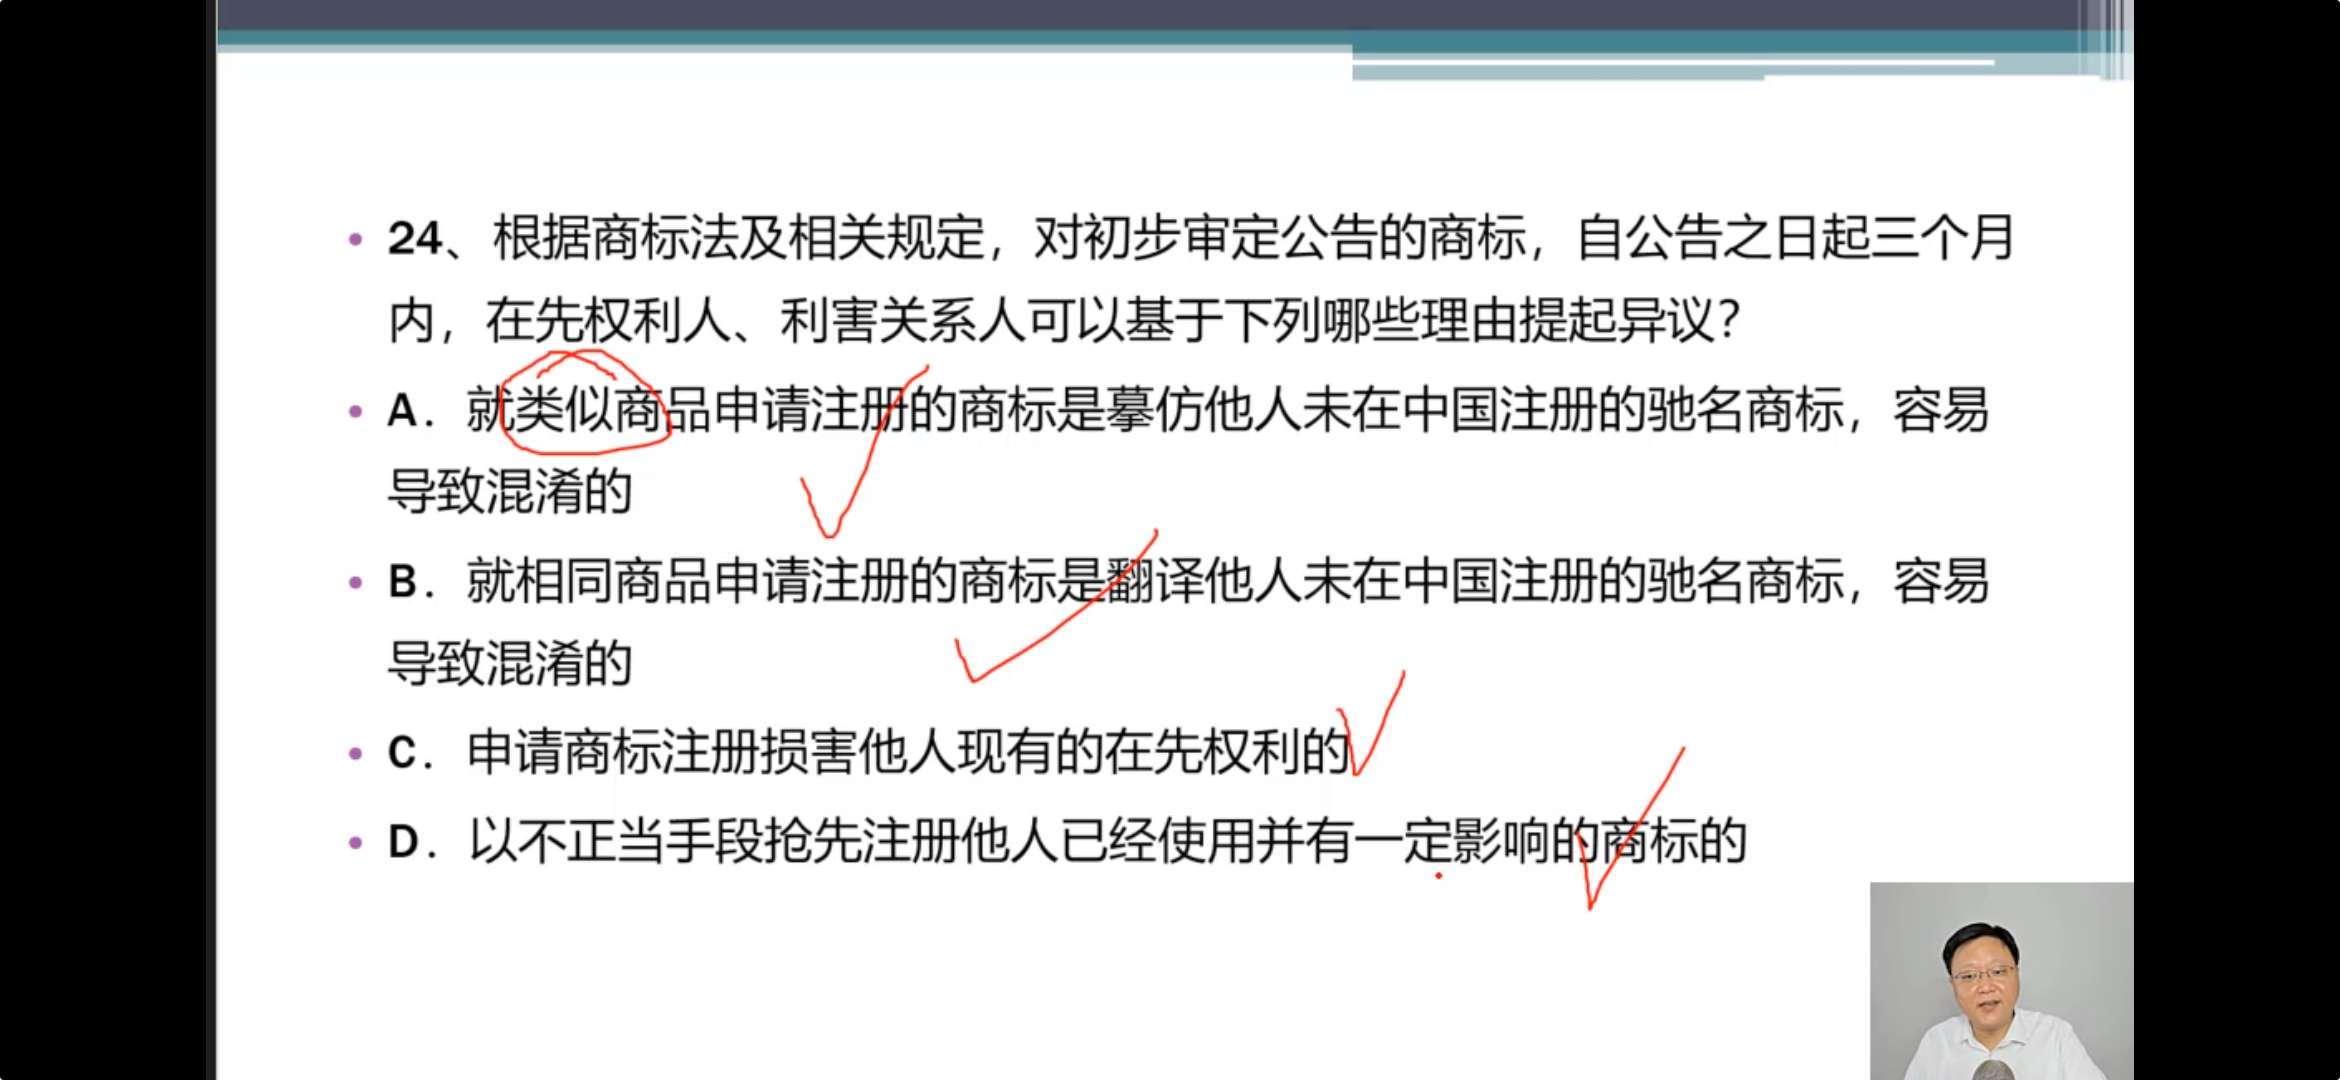 24、根据商标法及相关规定，对初步审定公告的商标，自公告之日起三个月
内，在先权利人、利害关系人可以基于下列哪些理由提起异议？
A．就类似商品申请注册的商标是摹仿他人未在中国注册的驰名商标，容易
导致混淆的
B．就相同商品申请注册的商标是翻译他人未在中国注册的驰名商标，容易
导致混淆的
C．申请商标注册损害他人现有的在先权利的
D．以不正当手段抢先注册他人已经使用并有一定影响的商标的